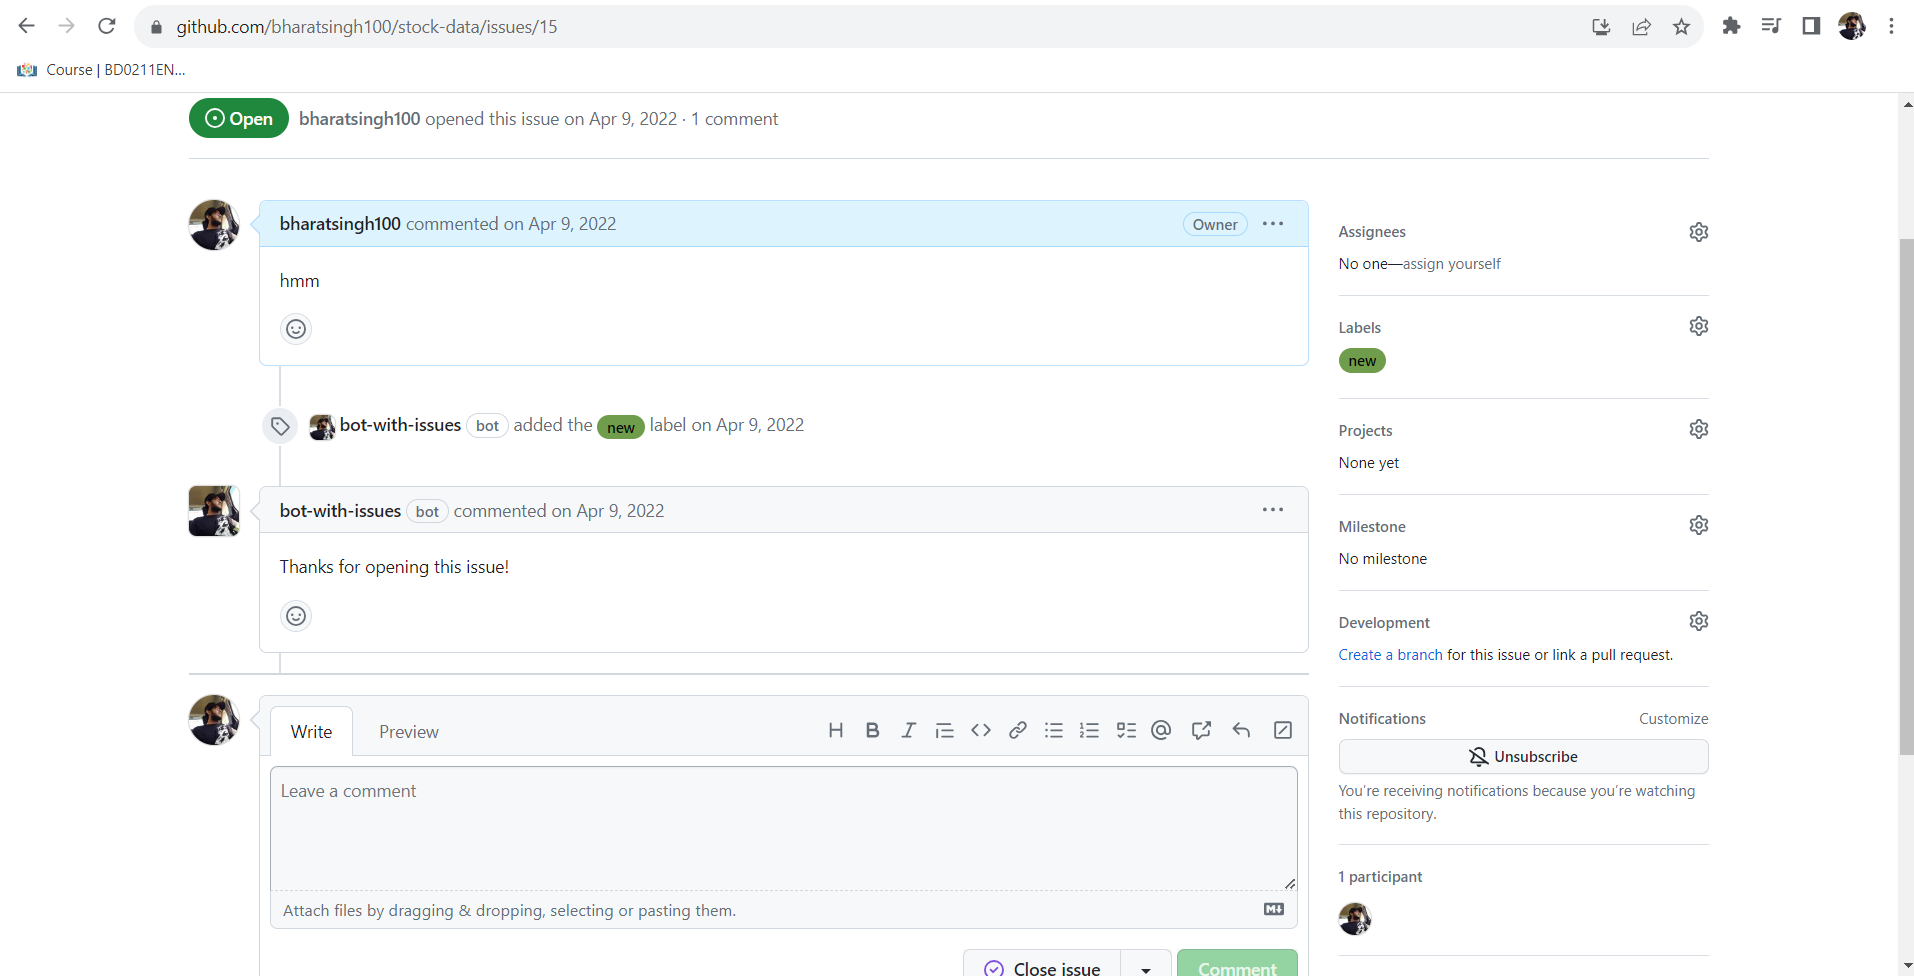 github.com/bharatsingh100/stock-data/issues/15
Course | BD0211EN...
Open bharatsingh100 opened this issue on Apr 9, 2022 · 1 comment
bharatsingh100 commented on Apr 9, 2022 Owner
hmm
bot-with-issues bot added the new label on Apr 9, 2022
bot-with-issues bot commented on Apr 9, 2022
Thanks for opening this issue!
Write Preview H B I @
Leave a comment
Attach files by dragging & dropping, selecting or pasting them.
Close issue Comment
Assignees
No one—assign yourself
Labels
new
Projects
None yet
Milestone
No milestone
Development
Create a branch for this issue or link a pull request.
Notifications Customize
Unsubscribe
You're receiving notifications because you're watching
this repository.
1 participant